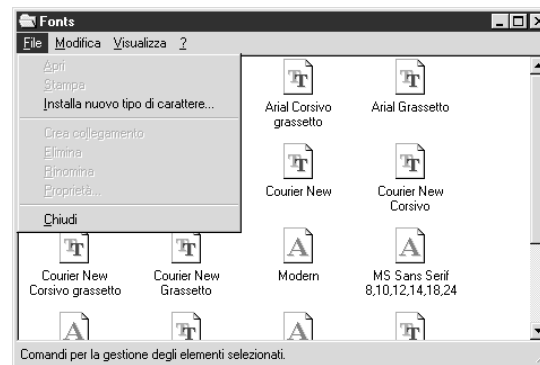 Fonts
File Modifica Visualizza ?
Apri
Stampa
Installa nuovo tipo di carattere...
Crea collegamento
Elimina
Rinomina
Proprietà...
Chiudi
Arial Corsivo
grassetto
Arial Grassetto
Courier New
Courier New
Corsivo
Courier New
Corsivo grassetto
Courier New
Grassetto
Modern
MS Sans Serif
8,10,12,14,18,24
Comandi per la gestione degli elementi selezionati.